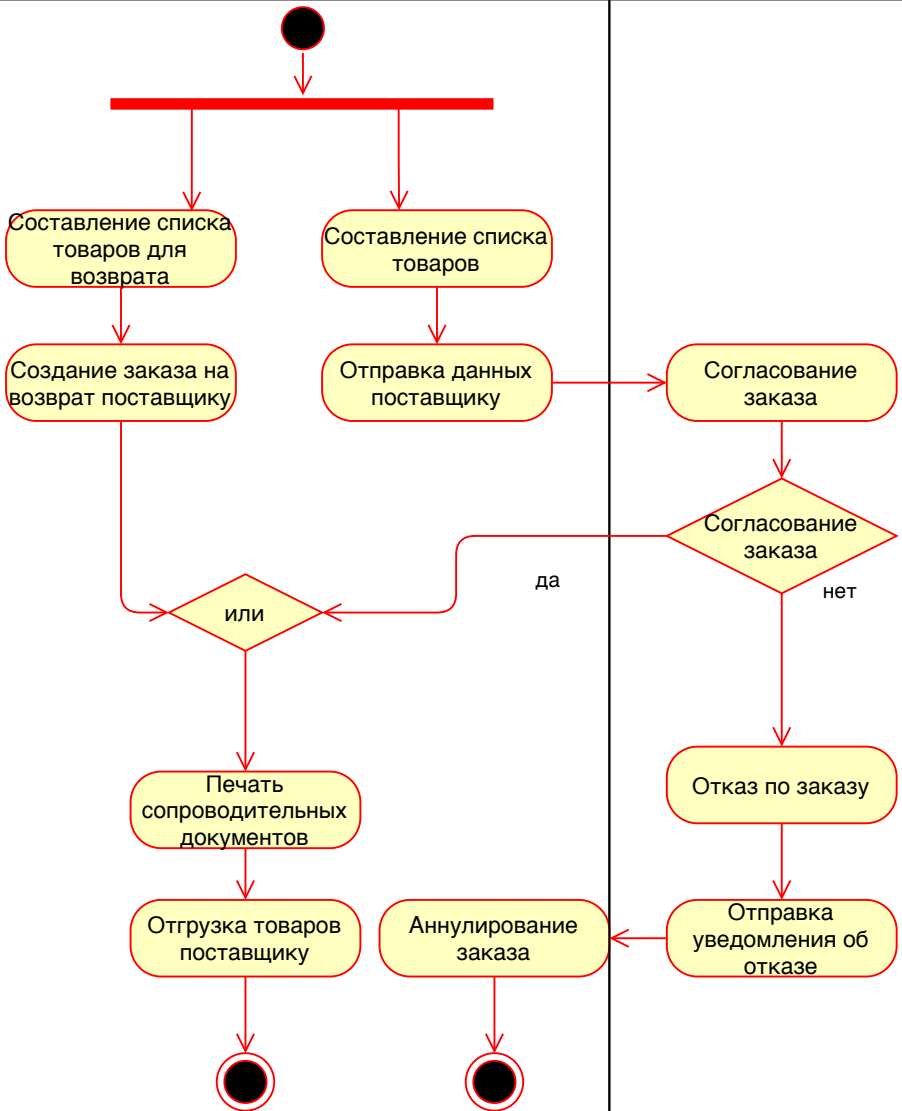 Составление списка
товаров для
возврата
Составление списка
товаров
Создание заказа на
возврат поставщику
Отправка данных
поставщику
Согласование
заказа
Согласование
заказа
да
нет
или
Печать
сопроводительных
документов
Отказ по заказу
Отгрузка товаров
поставщику
Аннулирование
заказа
Отправка
уведомления об
отказе